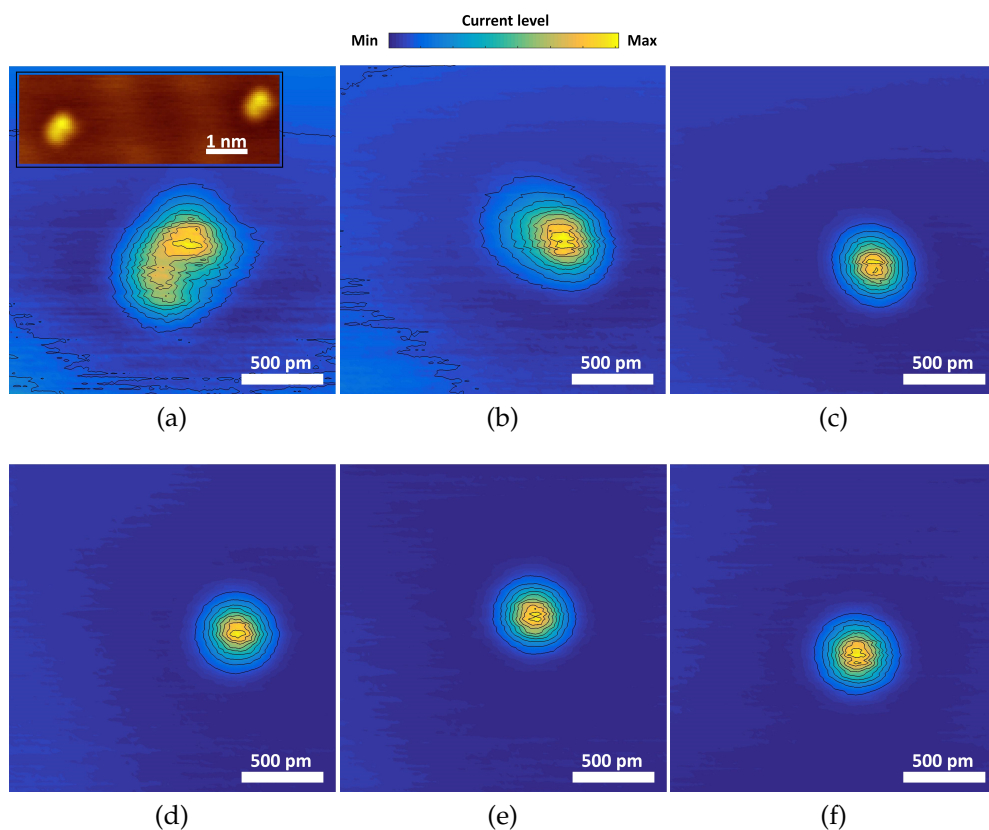 Current level
Min Max
1 nm
500 pm 500 pm 500 pm
(a) (b) (c)
500 pm 500 pm 500 pm
(d) (e) (f)